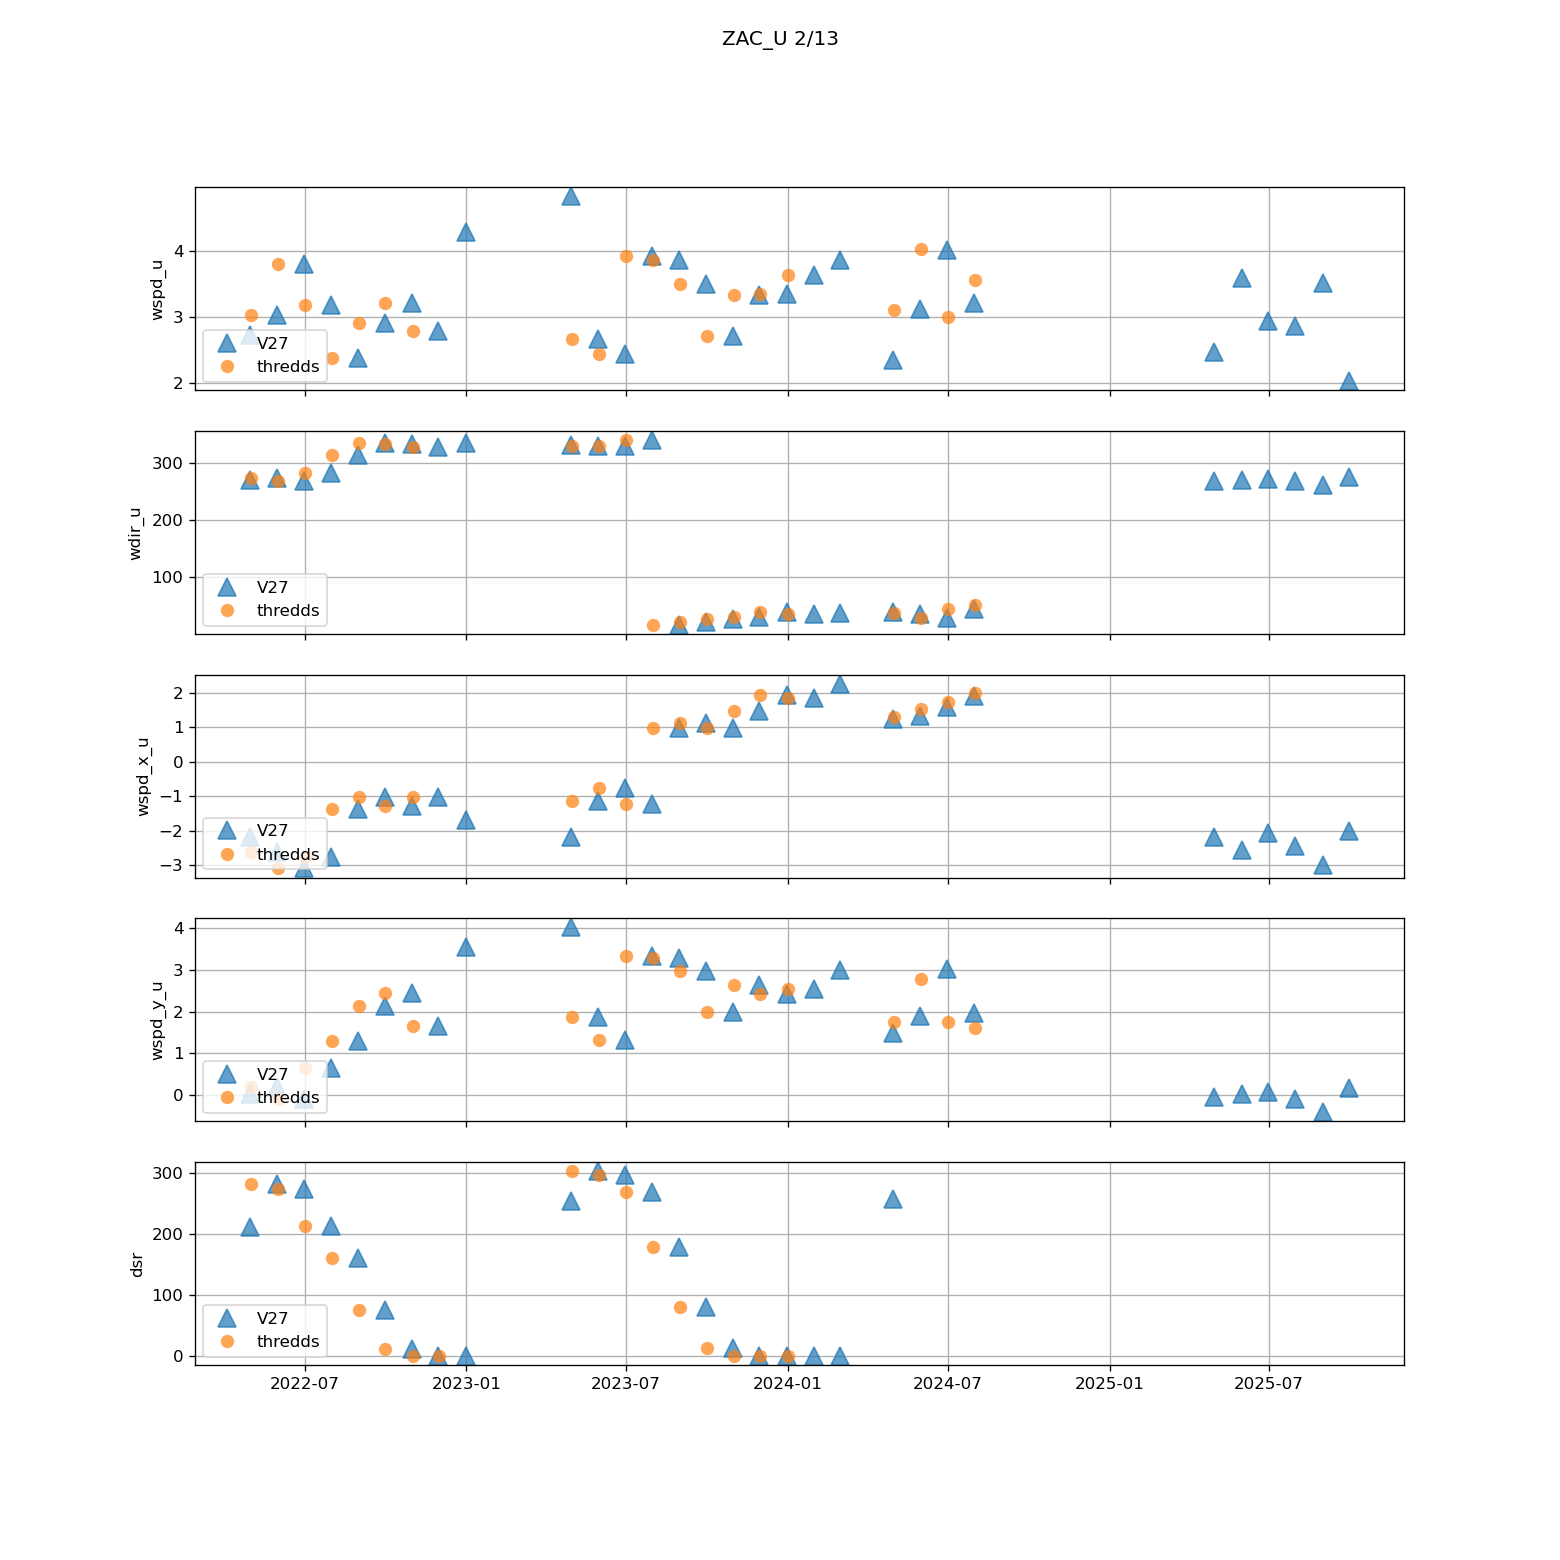 ZAC_U 2/13
wspd_u
4
3
2
V27
thredds
wdir_u
300
200
100
V27
thredds
wspd_x_u
2
1
0
−1
−2
−3
V27
thredds
wspd_y_u
4
3
2
1
0
V27
thredds
dsr
300
200
100
0
V27
thredds
2022-07 2023-01 2023-07 2024-01 2024-07 2025-01 2025-07